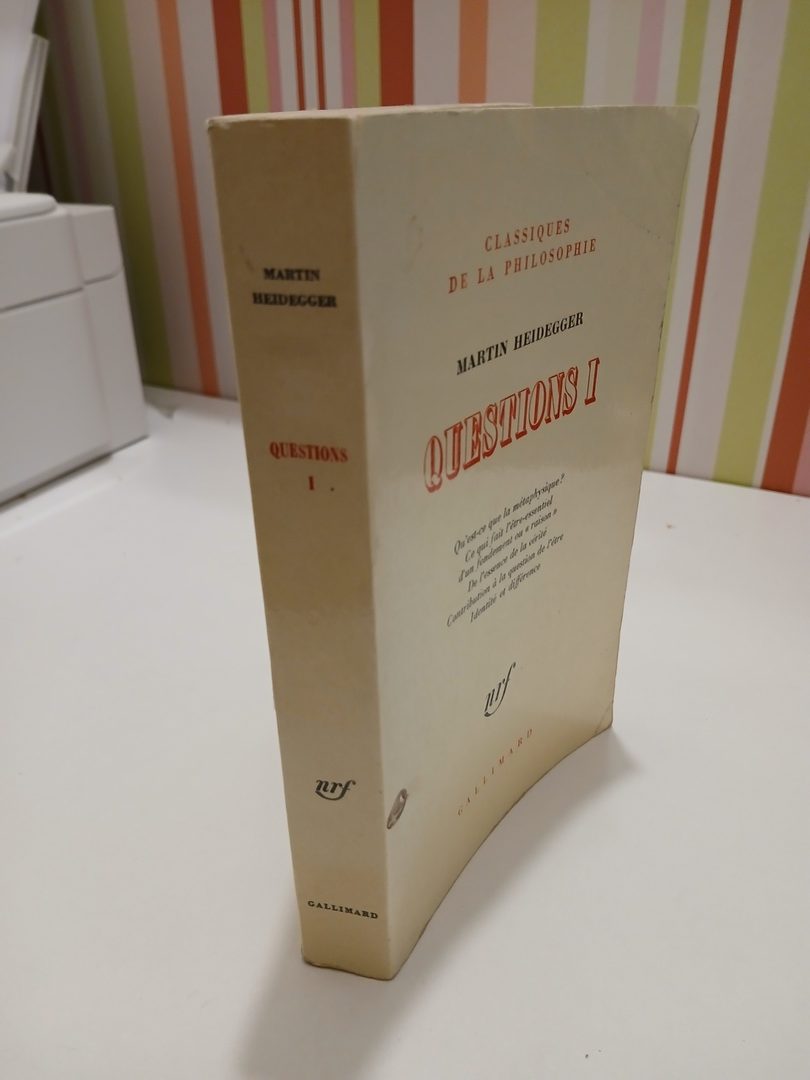 MARTIN
HEIDEGGER
QUESTIONS
I
nrf
GALLIMARD
CLASSIQUES
DE LA PHILOSOPHIE
MARTIN HEIDEGGER
QUESTIONS I
Qu'est-ce que la métaphysique?
Ce qui fait l'être-essentiel
d'un fondement ou « raison »
De l'essence de la vérité
Contribution à la question de l'être
Identité et différence
nrf
GALLIMARD